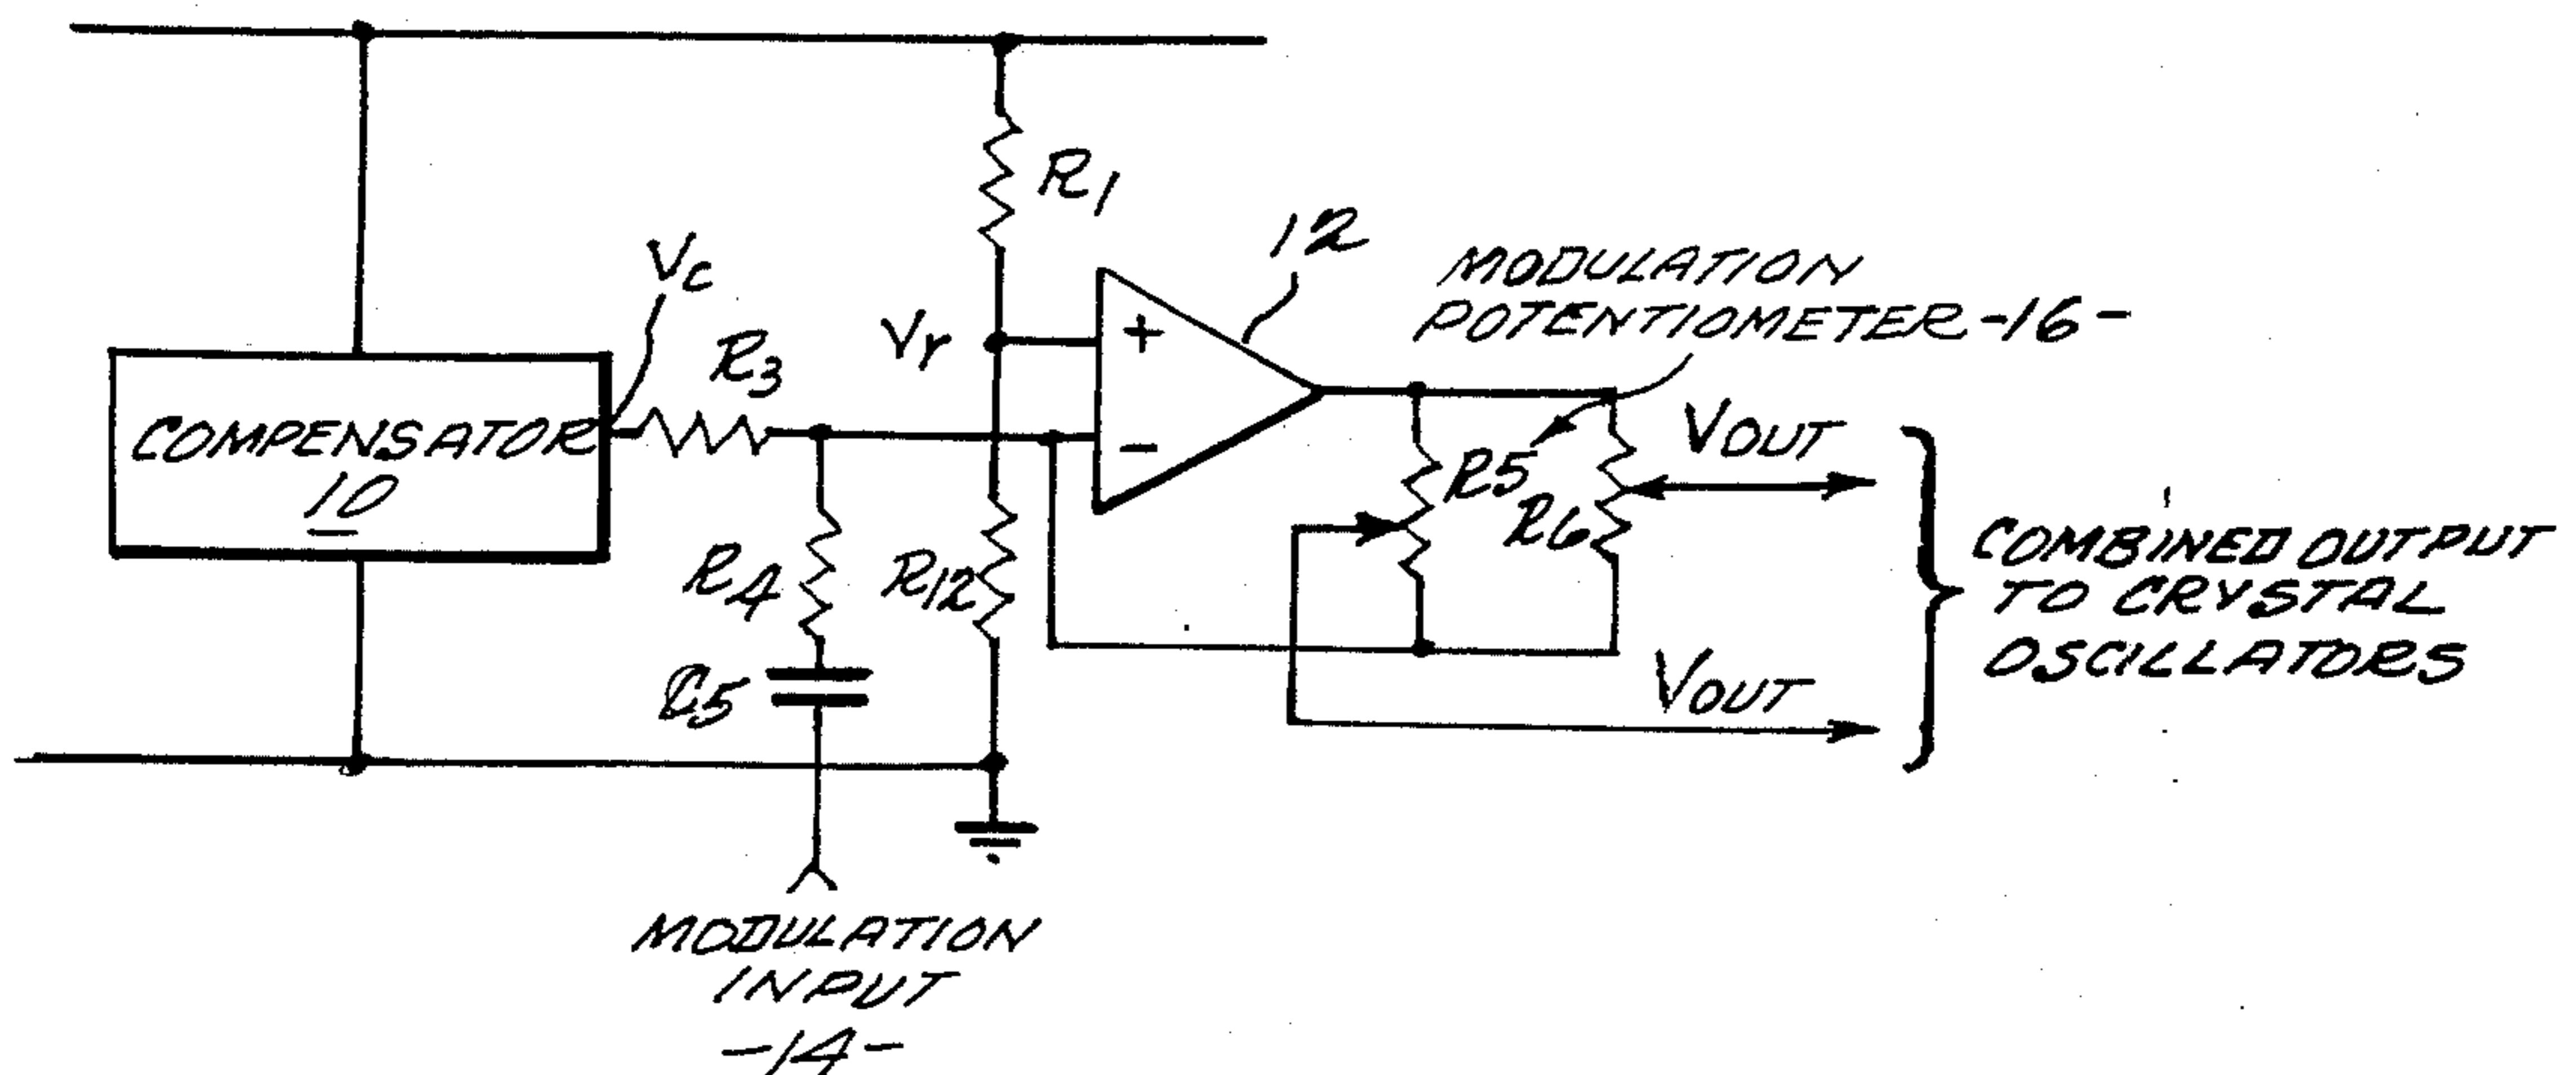 R1
12
MODULATION
POTENTIOMETER -16-
Vc
Vr
R3
COMPENSATOR
10
+
-
R5
R6
VOUT
R4
R12
C5
VOUT
COMBINED OUTPUT
TO CRYSTAL
OSCILLATORS
MODULATION
INPUT
-14-